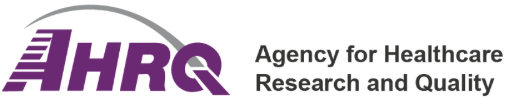 AHRQ
Agency for Healthcare
Research and Quality